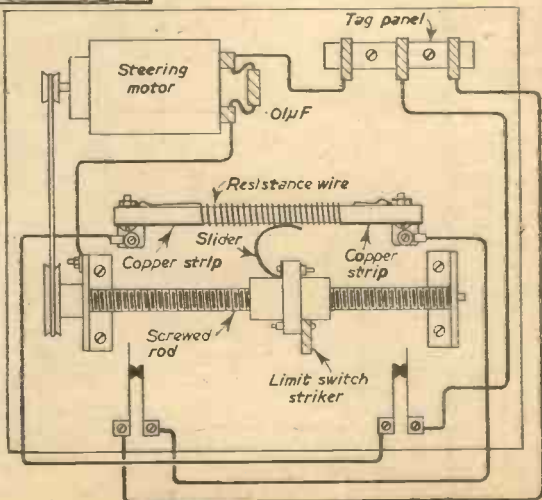 Tag panel
Steering
motor
·01μF
Resistance wire
Slider
Copper strip
Copper
strip
Screwed
rod
Limit switch
striker